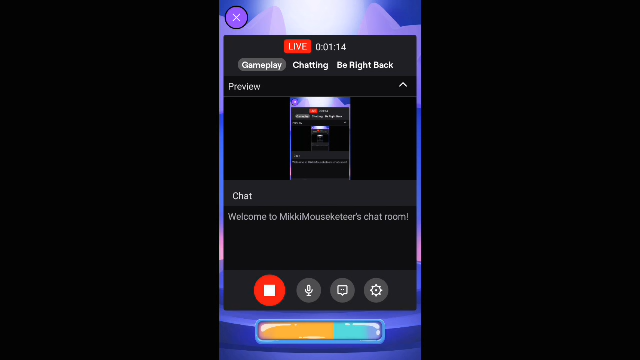 LIVE 0:01:14
Gameplay Chatting Be Right Back
Preview
Chat
Welcome to MikkiMouseketeer's chat room!